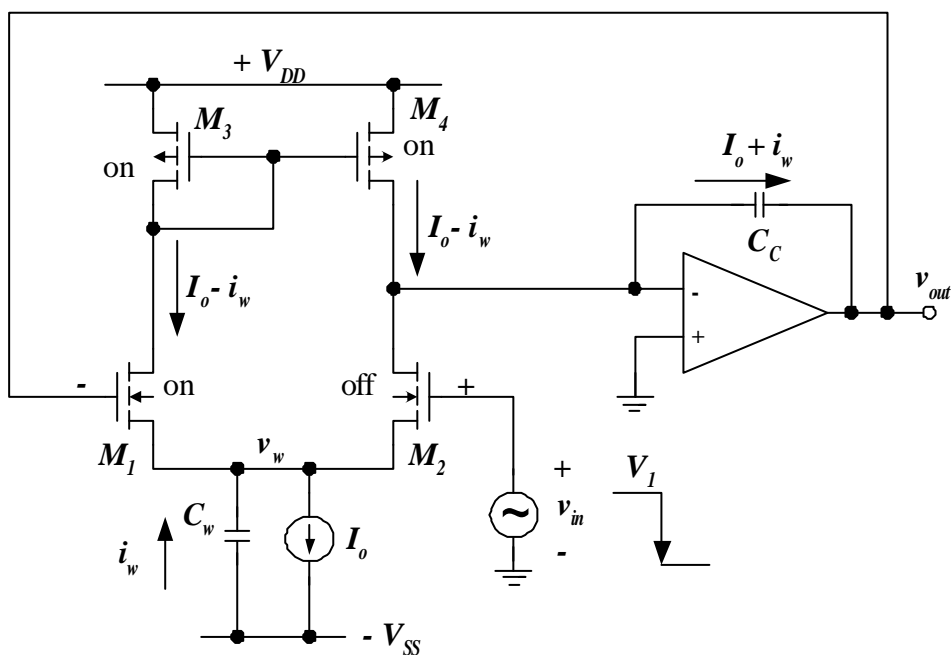 + V_DD
M_3
M_4
on
on
I_o + i_w
I_o - i_w
C_C
I_o - i_w
v_out
-
+
-
on
off
+
M_1
v_w
M_2
+
V_1
C_w
v_in
i_w
I_o
~
-
- V_SS